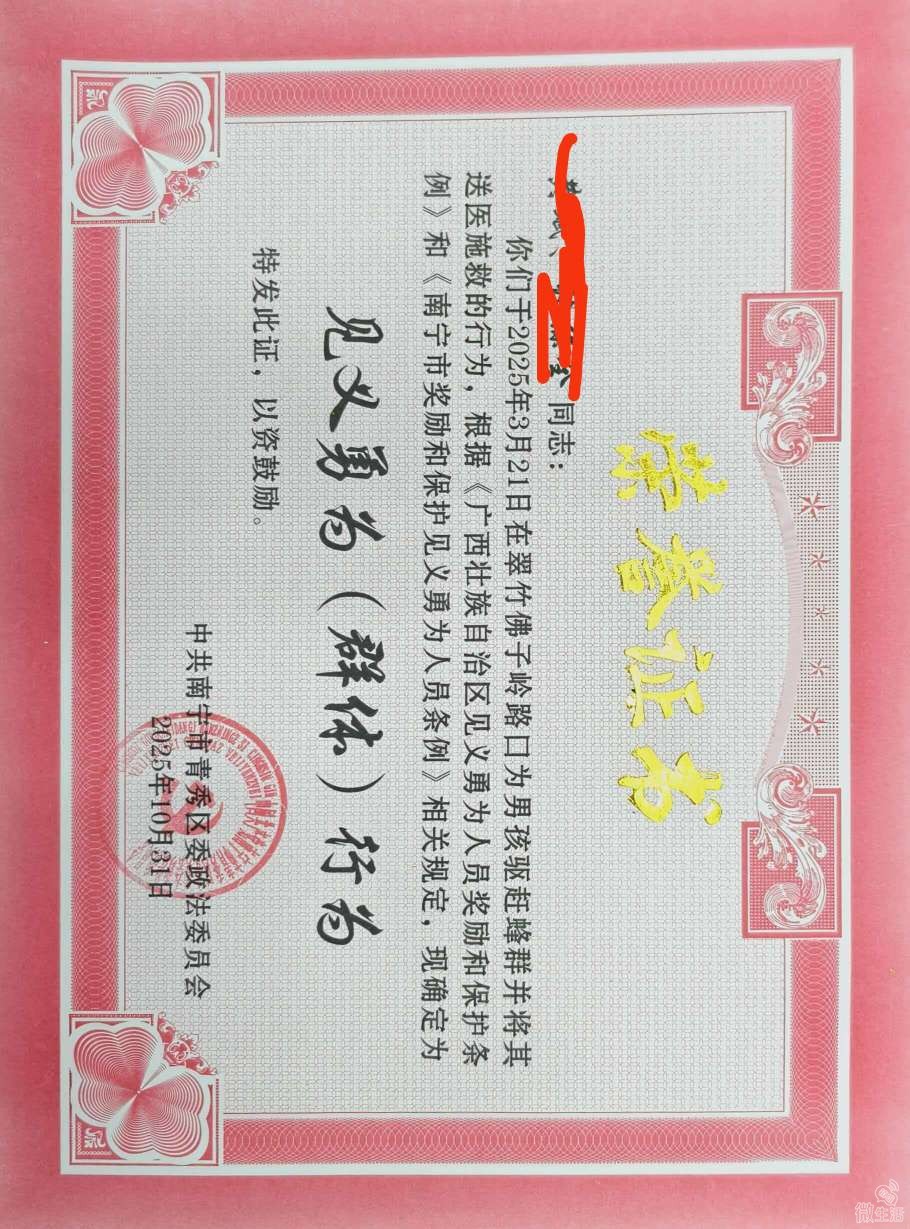 荣誉证书
同志：
你们于2025年3月21日在翠竹佛子岭路口为男孩驱赶蜂群并将其
送医施救的行为，根据《广西壮族自治区见义勇为人员奖励和保护条
例》和《南宁市奖励和保护见义勇为人员条例》相关规定，现确定为
见义勇为（群体）行为
特发此证，以资鼓励。
中共南宁市青秀区委政法委员会
2025年10月31日
微生活